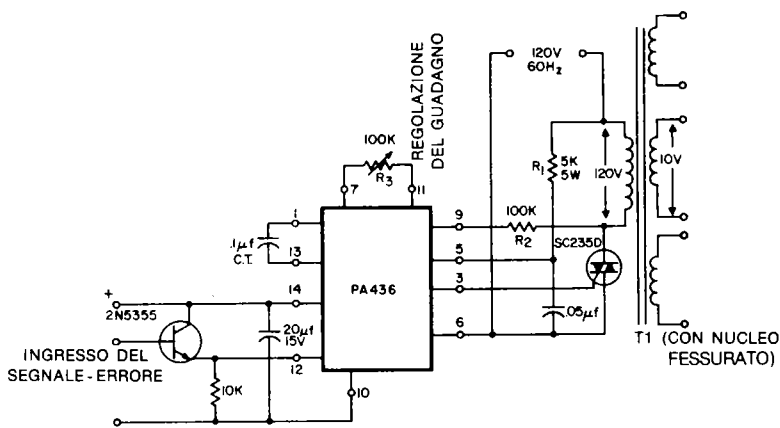 120V
60Hz
REGOLAZIONE
DEL GUADAGNO
100K
R3
7
11
R1
5K
5W
120V
10V
1
.1µf
C.T.
13
14
12
10
PA436
9
5
3
6
100K
R2
SC235D
.05µf
+
2N5355
20µf
15V
10K
INGRESSO DEL
SEGNALE-ERRORE
T1 (CON NUCLEO
FESSURATO)